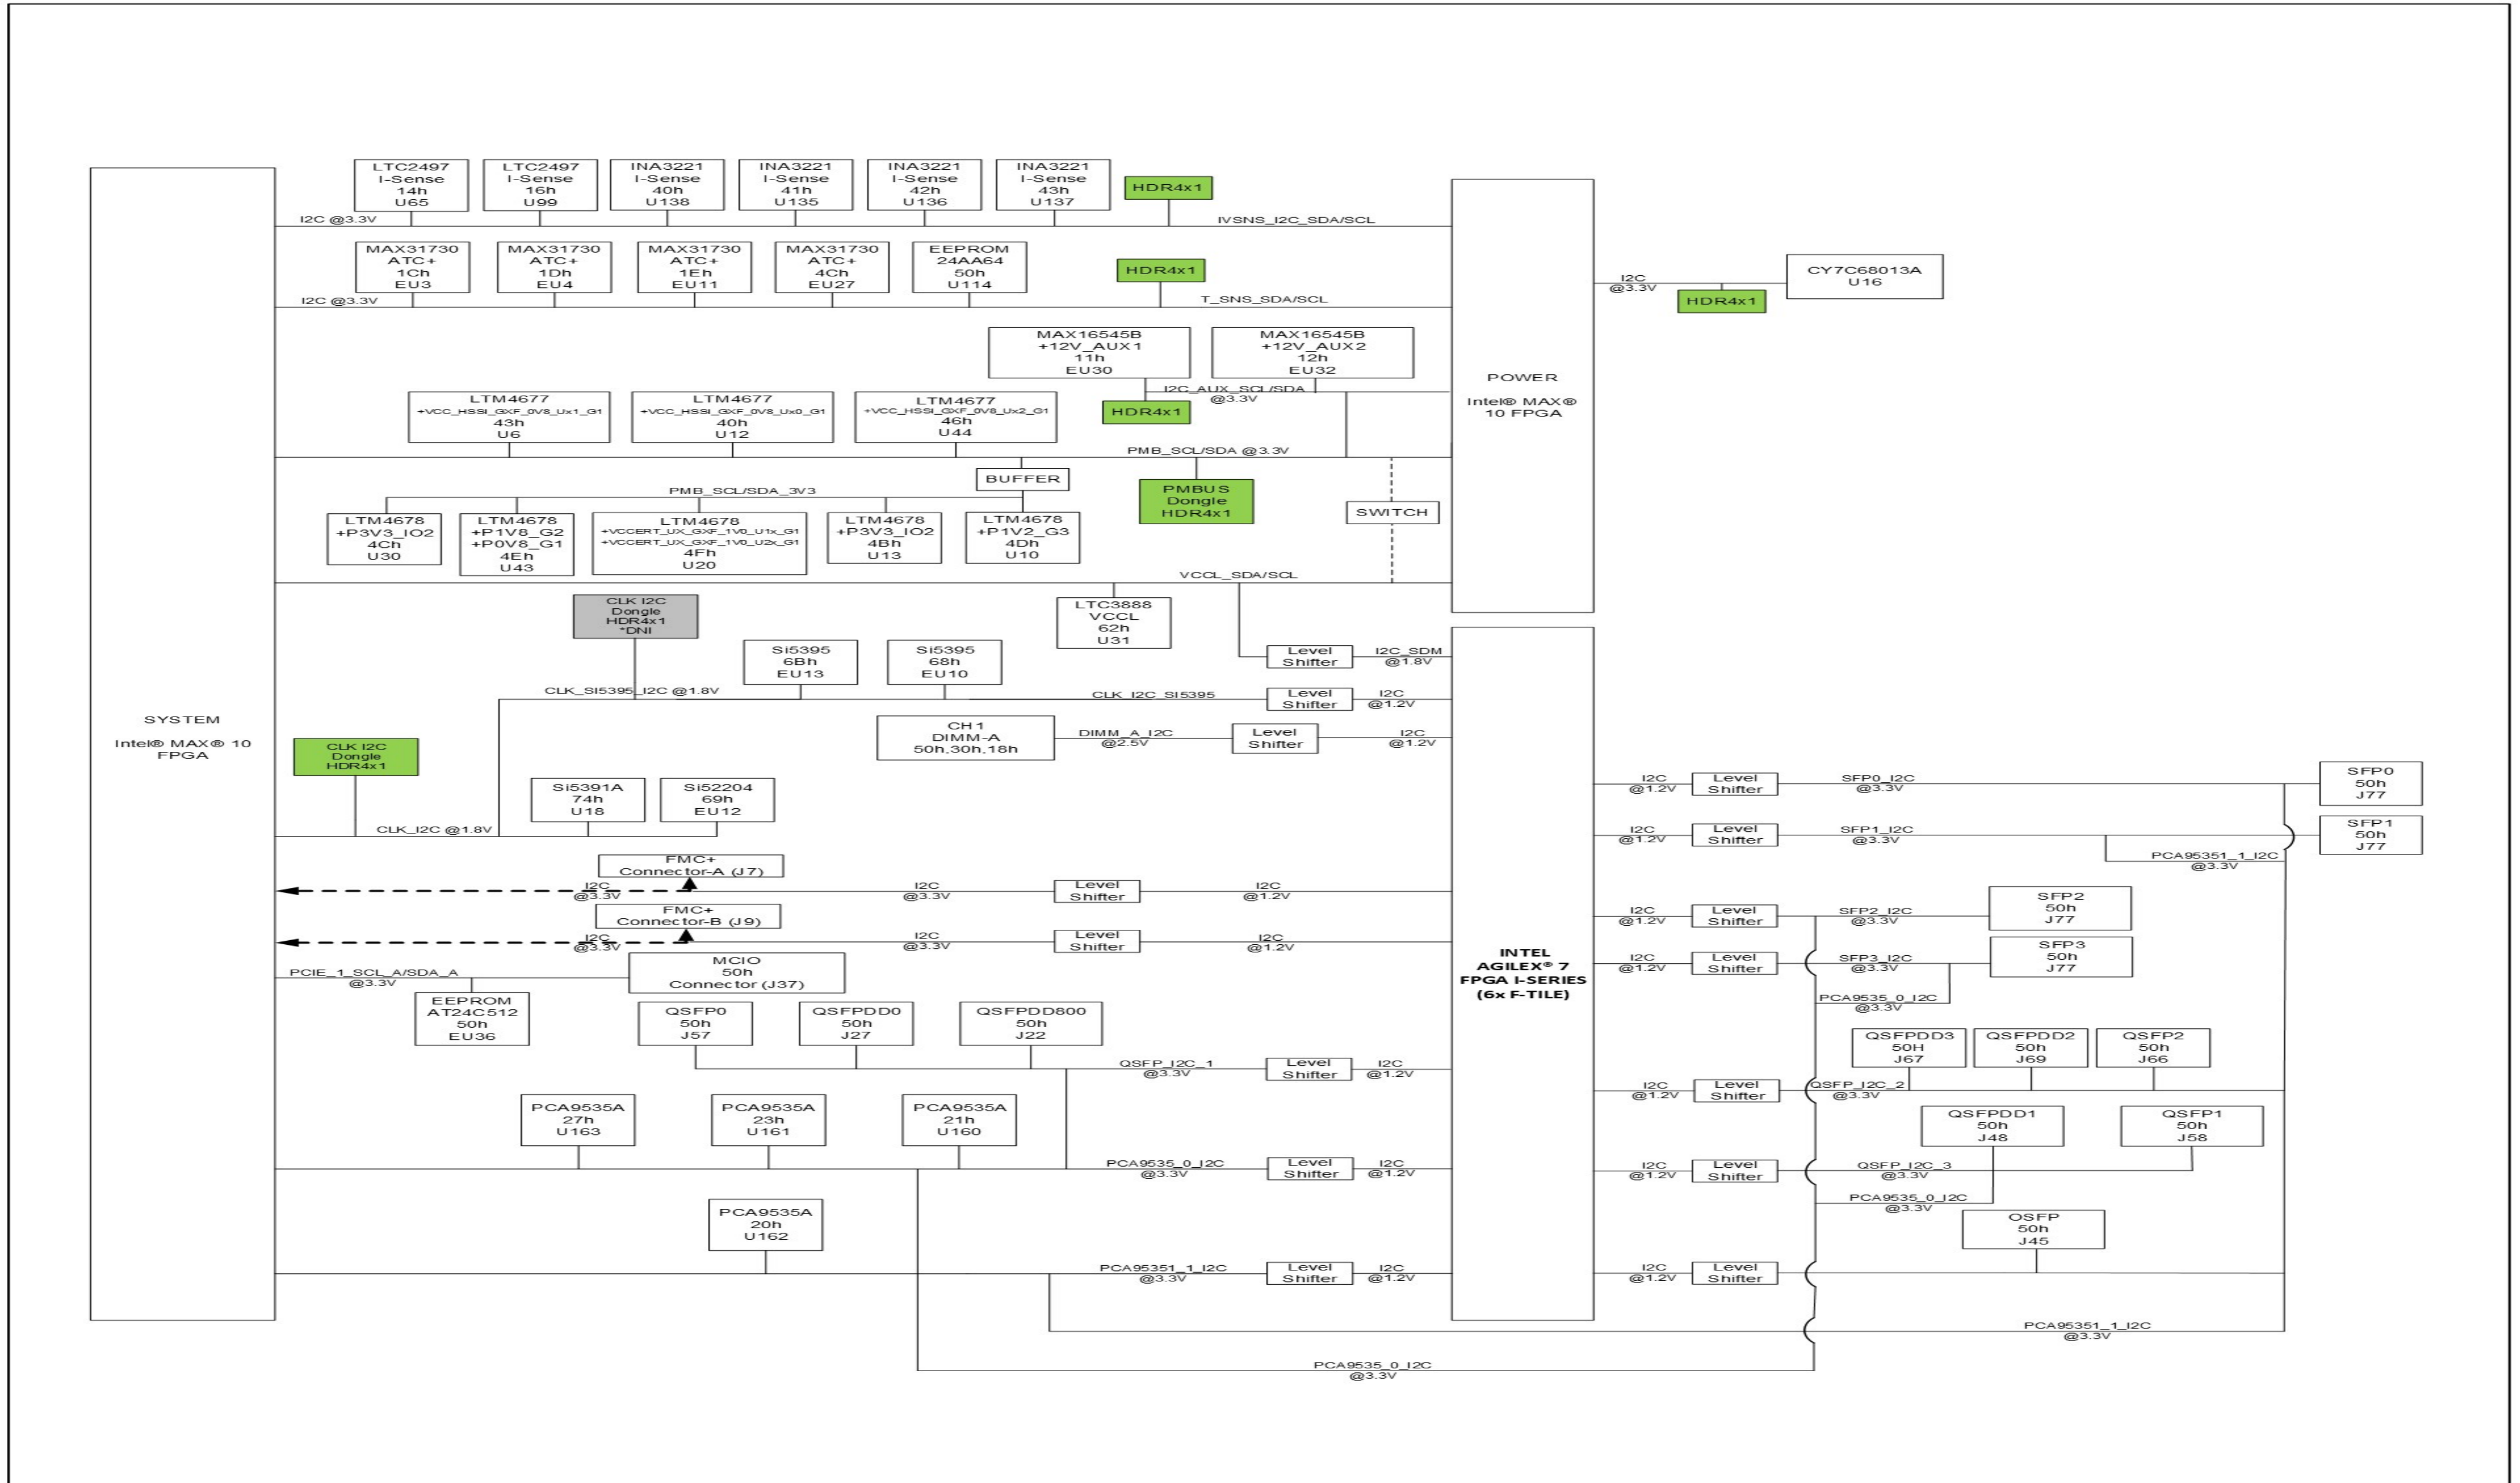 LTC2497
I-Sense
14h
U65
LTC2497
I-Sense
16h
U99
INA3221
I-Sense
40h
U138
INA3221
I-Sense
41h
U135
INA3221
I-Sense
42h
U136
INA3221
I-Sense
43h
U137
HDR4x1
I2C @3.3V
IVSNS_I2C_SDA/SCL
MAX31730
ATC+
1Ch
EU3
MAX31730
ATC+
1Dh
EU4
MAX31730
ATC+
1Eh
EU11
MAX31730
ATC+
4Ch
EU27
EEPROM
24AA64
50h
U114
HDR4x1
I2C @3.3V
T_SNS_SDA/SCL
I2C
@3.3V
HDR4x1
CY7C68013A
U16
MAX16545B
+12V_AUX1
11h
EU30
MAX16545B
+12V_AUX2
12h
EU32
I2C_AUX_SCL/SDA
@3.3V
HDR4x1
POWER
Intel® MAX®
10 FPGA
LTM4677
+VCC_HSSI_GXF_0V8_Ux1_G1
43h
U6
LTM4677
+VCC_HSSI_GXF_0V8_Ux0_G1
40h
U12
LTM4677
+VCC_HSSI_GXF_0V8_Ux2_G1
46h
U44
PMB_SCL/SDA @3.3V
BUFFER
PMBUS
Dongle
HDR4x1
SWITCH
PMB_SCL/SDA_3V3
LTM4678
+P3V3_IO2
4Ch
U30
LTM4678
+P1V8_G2
+P0V8_G1
4Eh
U43
LTM4678
+VCCERT_UX_GXF_1V0_U1x_G1
+VCCERT_UX_GXF_1V0_U2x_G1
4Fh
U20
LTM4678
+P3V3_IO2
4Bh
U13
LTM4678
+P1V2_G3
4Dh
U10
VCCL_SDA/SCL
LTC3888
VCCL
62h
U31
CLK I2C
Dongle
HDR4x1
*DNI
Si5395
6Bh
EU13
Si5395
68h
EU10
Level
Shifter
I2C_SDM
@1.8V
CLK_SI5395_I2C @1.8V
CLK_I2C_SI5395
Level
Shifter
I2C
@1.2V
SYSTEM
Intel® MAX® 10
FPGA
CH1
DIMM-A
50h,30h,18h
DIMM_A_I2C
@2.5V
Level
Shifter
I2C
@1.2V
CLK I2C
Dongle
HDR4x1
Si5391A
74h
U18
Si52204
69h
EU12
CLK_I2C @1.8V
FMC+
Connector-A (J7)
I2C
@3.3V
I2C
@3.3V
Level
Shifter
I2C
@1.2V
FMC+
Connector-B (J9)
I2C
@3.3V
I2C
@3.3V
Level
Shifter
I2C
@1.2V
PCIE_1_SCL_A/SDA_A
@3.3V
MCIO
50h
Connector (J37)
EEPROM
AT24C512
50h
EU36
QSFP0
50h
J57
QSFPDD0
50h
J27
QSFPDD800
50h
J22
QSFP_I2C_1
@3.3V
Level
Shifter
I2C
@1.2V
PCA9535A
27h
U163
PCA9535A
23h
U161
PCA9535A
21h
U160
PCA9535_0_I2C
@3.3V
Level
Shifter
I2C
@1.2V
PCA9535A
20h
U162
PCA95351_1_I2C
@3.3V
Level
Shifter
I2C
@1.2V
INTEL
AGILEX® 7
FPGA I-SERIES
(6x F-TILE)
I2C
@1.2V
Level
Shifter
SFP0_I2C
@3.3V
SFP0
50h
J77
I2C
@1.2V
Level
Shifter
SFP1_I2C
@3.3V
SFP1
50h
J77
PCA95351_1_I2C
@3.3V
I2C
@1.2V
Level
Shifter
SFP2_I2C
@3.3V
SFP2
50h
J77
I2C
@1.2V
Level
Shifter
SFP3_I2C
@3.3V
SFP3
50h
J77
PCA9535_0_I2C
@3.3V
QSFPDD3
50H
J67
QSFPDD2
50h
J69
QSFP2
50h
J66
I2C
@1.2V
Level
Shifter
QSFP_I2C_2
@3.3V
QSFPDD1
50h
J48
QSFP1
50h
J58
I2C
@1.2V
Level
Shifter
QSFP_I2C_3
@3.3V
PCA9535_0_I2C
@3.3V
OSFP
50h
J45
I2C
@1.2V
Level
Shifter
PCA95351_1_I2C
@3.3V
PCA9535_0_I2C
@3.3V